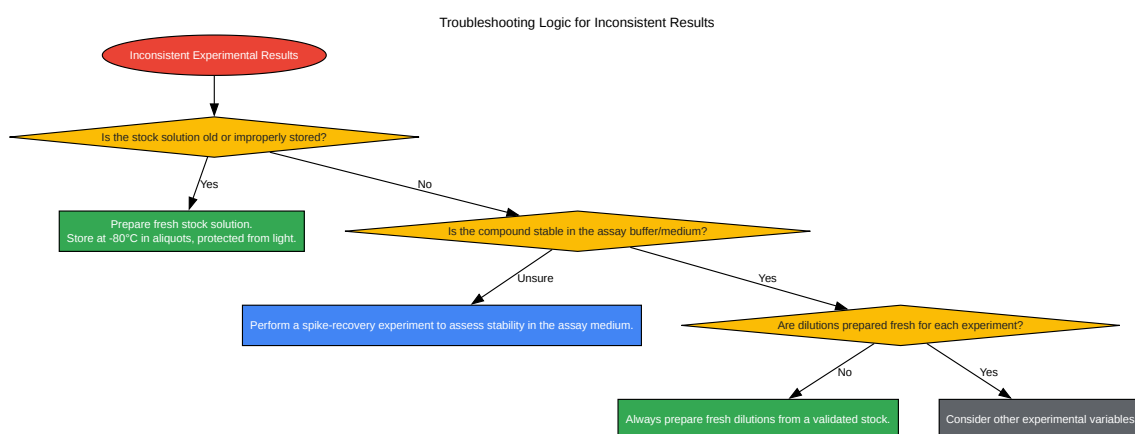 Troubleshooting Logic for Inconsistent Results
Inconsistent Experimental Results
Is the stock solution old or improperly stored?
Yes
No
Prepare fresh stock solution.
Store at -80°C in aliquots, protected from light.
Is the compound stable in the assay buffer/medium?
Unsure
Yes
Perform a spike-recovery experiment to assess stability in the assay medium.
Are dilutions prepared fresh for each experiment?
No
Yes
Always prepare fresh dilutions from a validated stock.
Consider other experimental variables